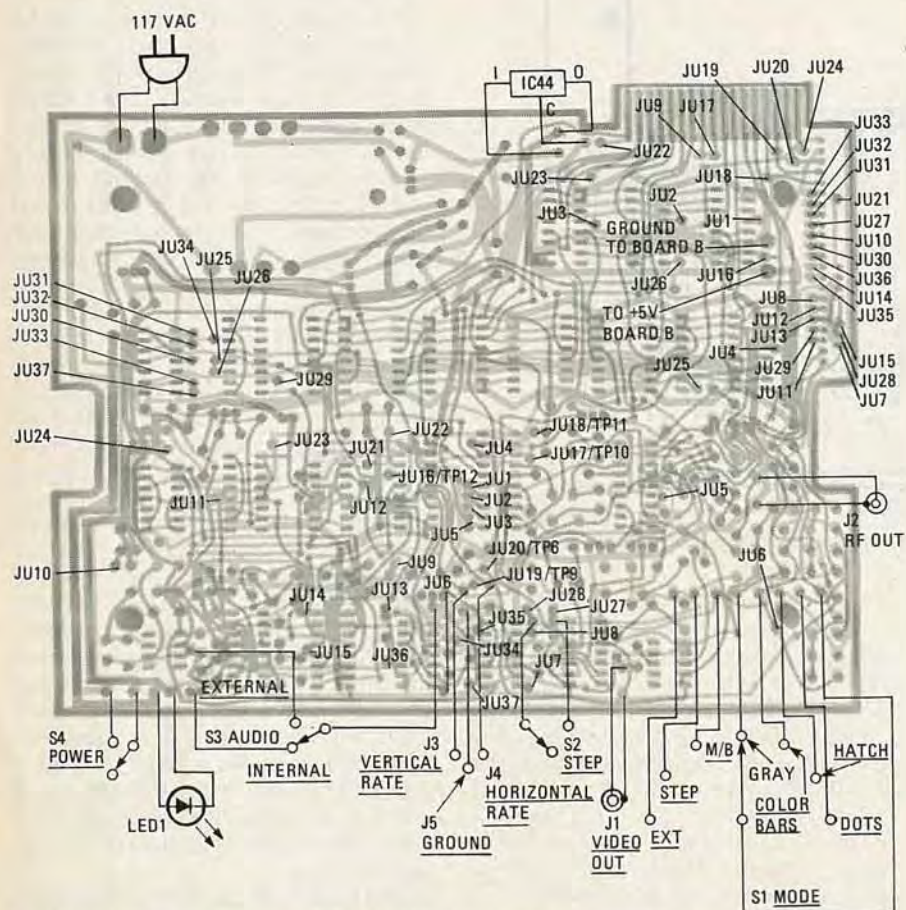 117 VAC
I IC44 O
C
JU19
JU20
JU24
JU9
JU17
JU33
JU32
JU31
JU22
JU23
JU18
JU2
JU21
JU3
GROUND
TO BOARD B
JU1
JU27
JU10
JU30
JU34
JU25
JU26
JU26
JU16
JU36
JU14
JU35
JU31
JU32
JU30
JU33
JU37
TO +5V
BOARD B
JU8
JU12
JU13
JU4
JU29
JU11
JU15
JU28
JU7
JU29
JU25
JU24
JU23
JU21
JU22
JU4
JU18/TP11
JU17/TP10
JU16/TP12
JU11
JU12
JU1
JU2
JU3
JU5
JU5
J2
RF OUT
JU10
JU9
JU20/TP6
JU6
JU19/TP9
JU6
JU14
JU13
JU28
JU27
JU35
JU8
JU34
JU15
JU36
JU7
JU37
EXTERNAL
S4
POWER
S3 AUDIO
INTERNAL
J3
VERTICAL
RATE
J4
HORIZONTAL
RATE
S2
STEP
M/B
GRAY
HATCH
STEP
COLOR
BARS
DOTS
LED1
J5
GROUND
J1
VIDEO
OUT
EXT
S1 MODE